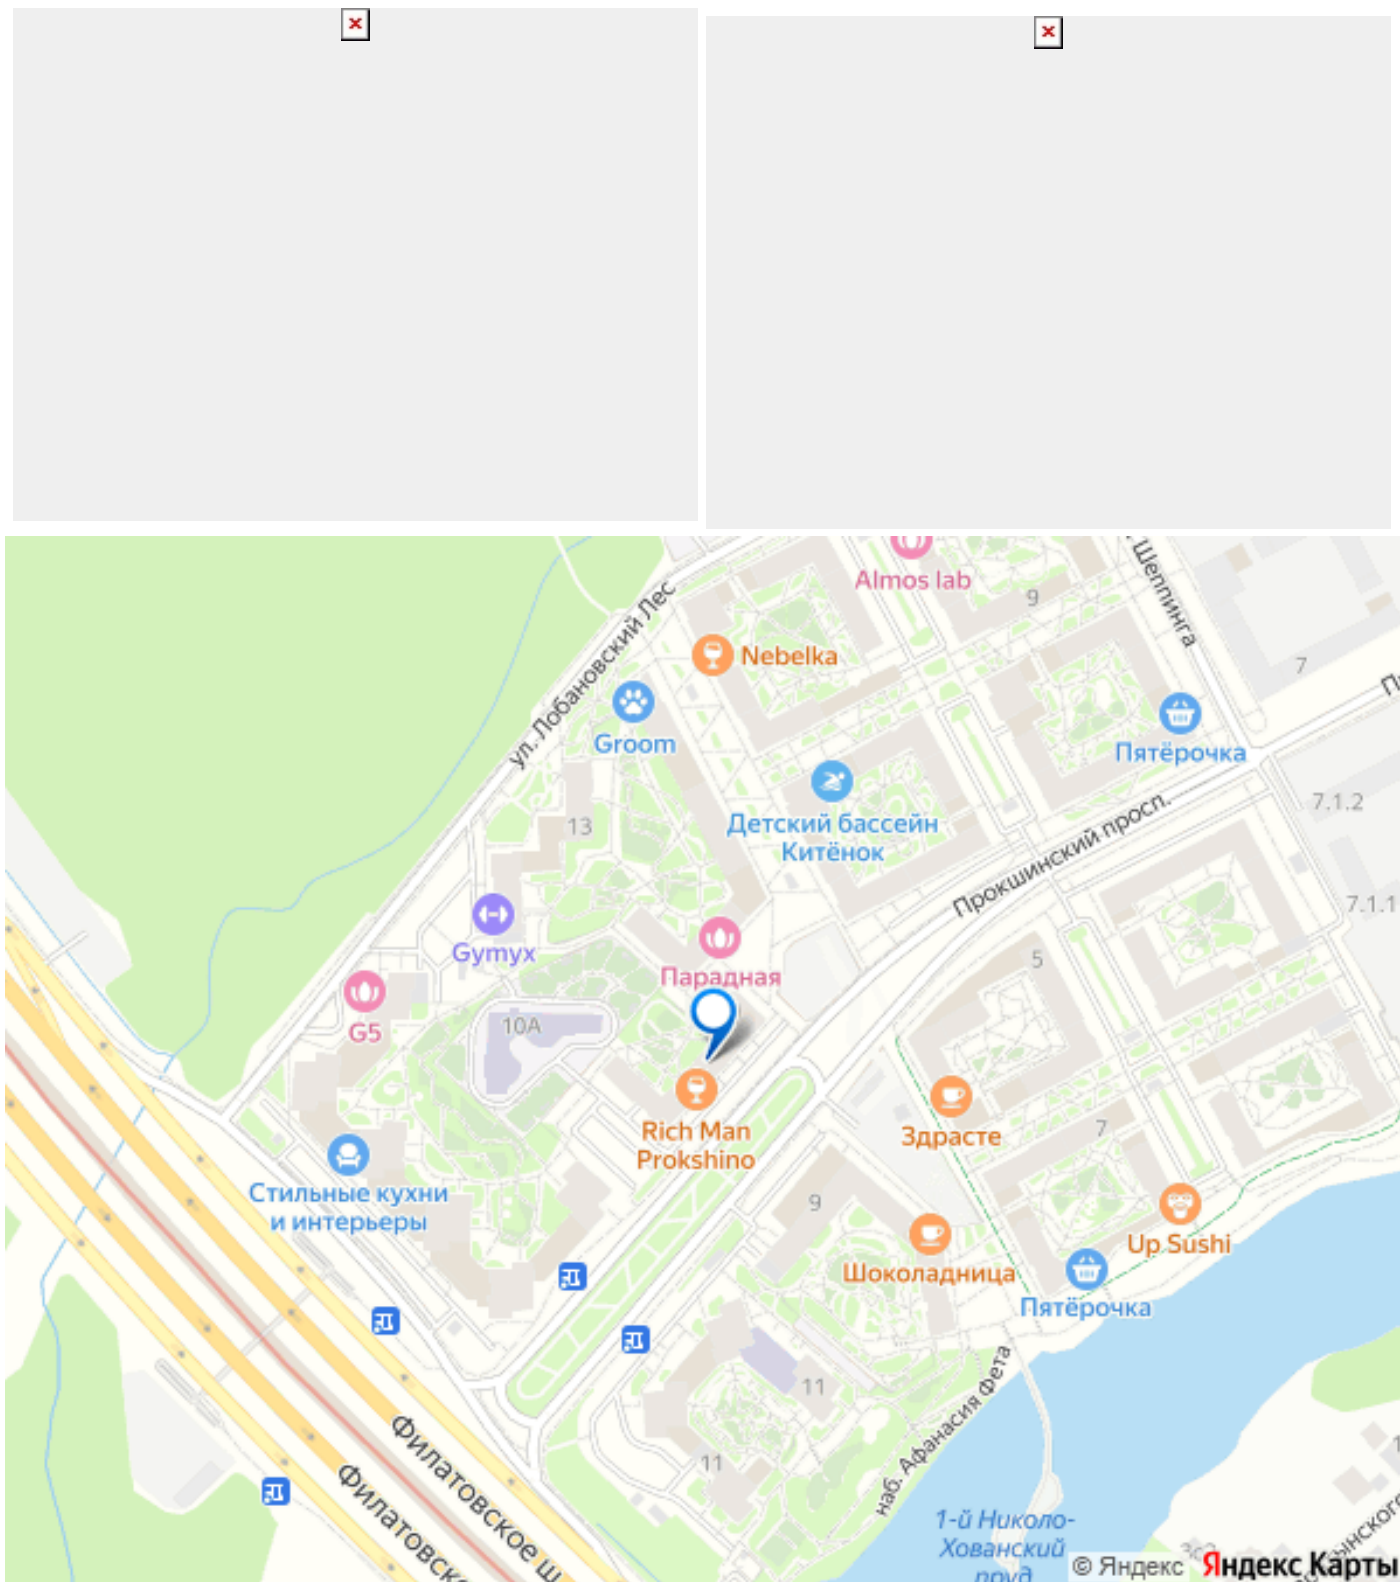 Almos lab
Шеппинга
9
ул. Лобановский Лес
Nebelka
7
Groom
Пятёрочка
7.1.2
13
Детский бассейн
Китёнок
Прокшинский просп.
7.1.1
Gymyx
Парадная
5
G5
10А
Rich Man
Prokshino
Здрасте
7
Стильные кухни
и интерьеры
9
Up Sushi
Шоколадница
Пятёрочка
11
наб. Афанасия Фета
11
Филатовское ш
Филатовско
1-й Николо-
Хованский
пруд
3с2
© Яндекс Яндекс Карты